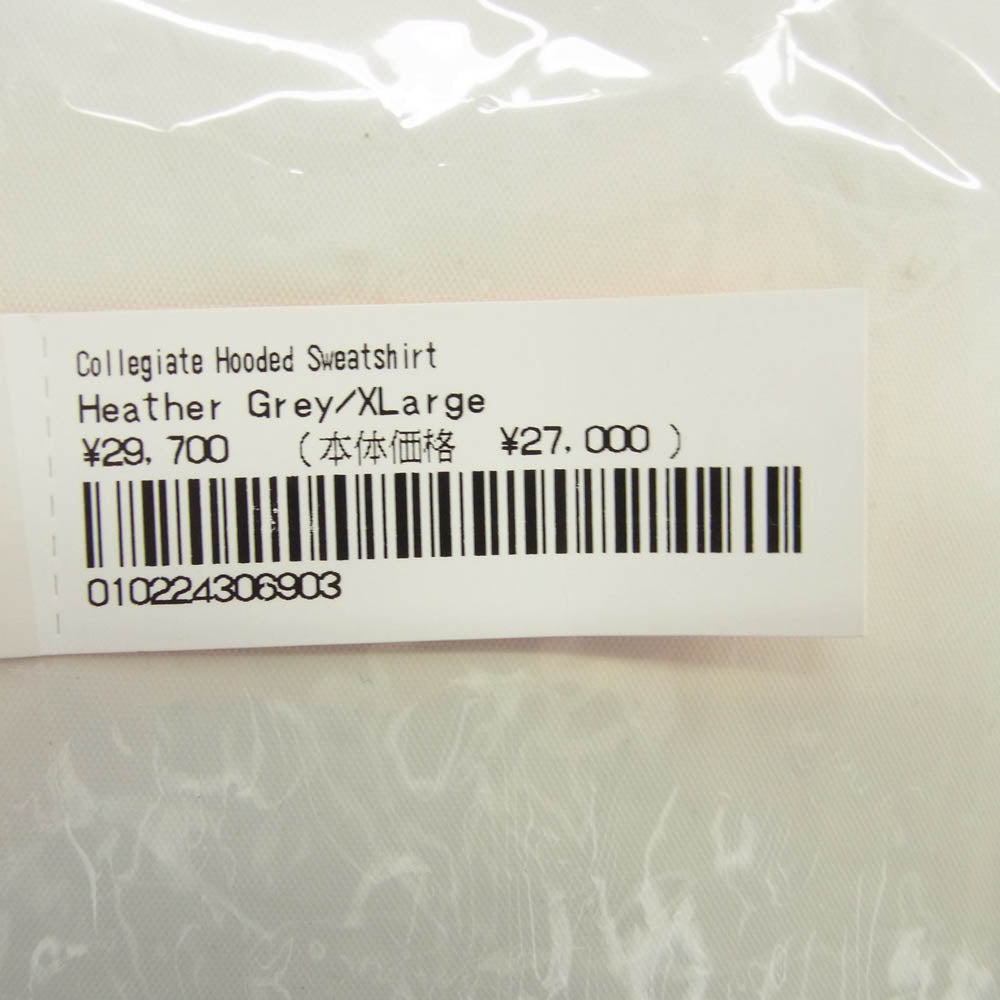 Collegiate Hooded Sweatshirt
Heather Grey/XLarge
¥29,700 (本体価格 ¥27,000)
010224306903